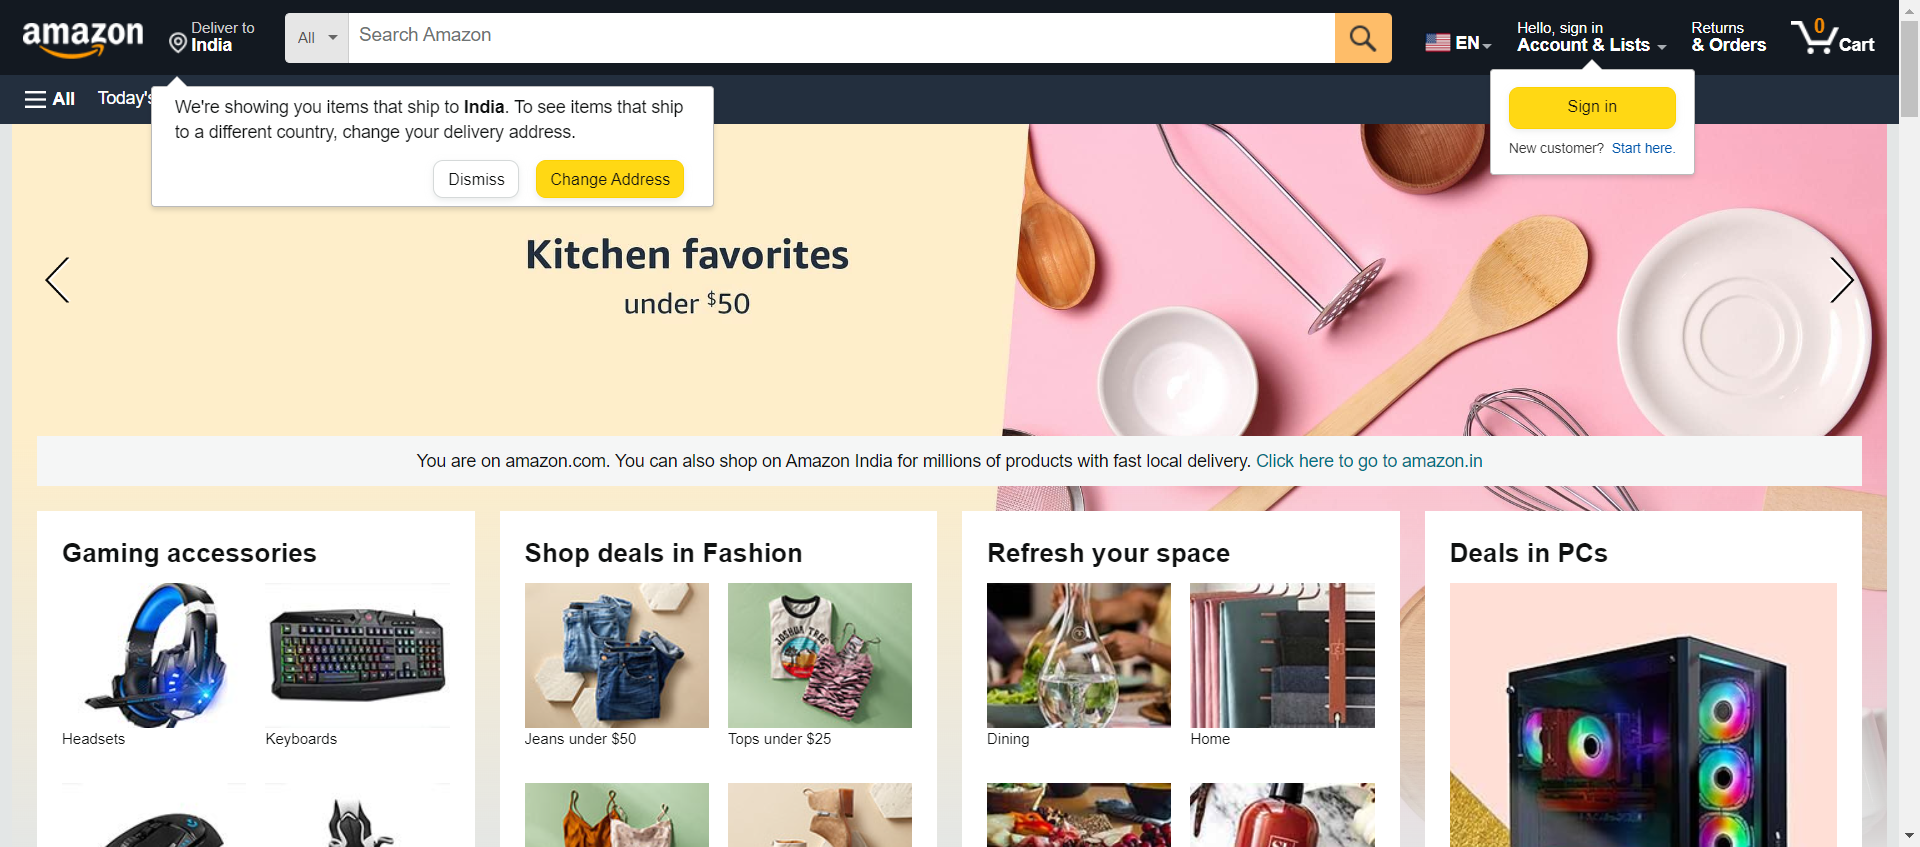 amazon
Deliver to
India
All
Search Amazon
EN
Hello, sign in
Account & Lists
Returns
& Orders
0
Cart
All
Today's
We're showing you items that ship to India. To see items that ship
to a different country, change your delivery address.
Dismiss
Change Address
Sign in
New customer? Start here.
Kitchen favorites
under $50
You are on amazon.com. You can also shop on Amazon India for millions of products with fast local delivery. Click here to go to amazon.in
Gaming accessories
Headsets
Keyboards
Shop deals in Fashion
JOSHUA TREE
Jeans under $50
Tops under $25
Refresh your space
Dining
Home
Deals in PCs